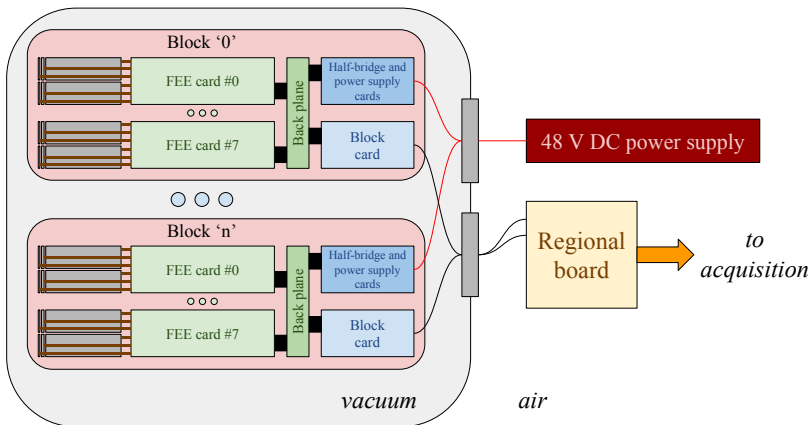 Block ‘0’
FEE card #0
Half-bridge and
power supply
cards
Back plane
FEE card #7
Block
card
48 V DC power supply
Block ‘n’
FEE card #0
Half-bridge and
power supply
cards
Back plane
FEE card #7
Block
card
Regional
board
to
acquisition
vacuum
air